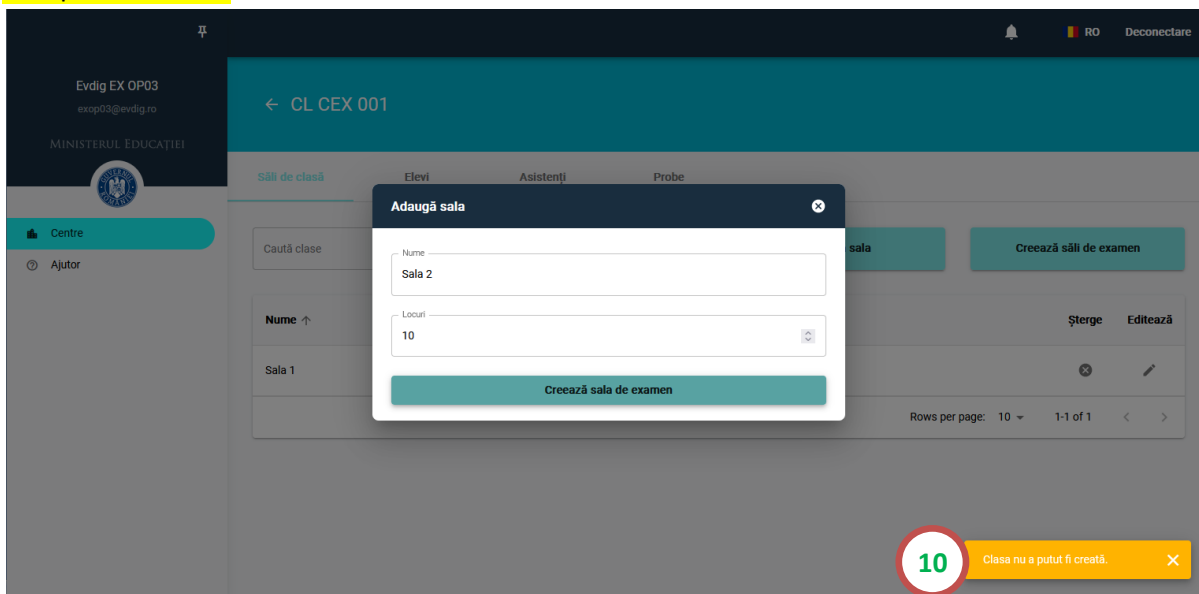 RO Deconectare
Evdig EX OP03
exop03@evdig.ro
← CL CEX 001
MINISTERUL EDUCAȚIEI
Săli de clasă Elevi Asistenți Probe
Adaugă sala
Centre
Ajutor
Caută clase
sala
Creează săli de examen
Nume
Sala 2
Locuri
10
Nume ↑
Șterge Editează
Sala 1
Creează sala de examen
Rows per page: 10 1-1 of 1 < >
10
Clasa nu a putut fi creată.